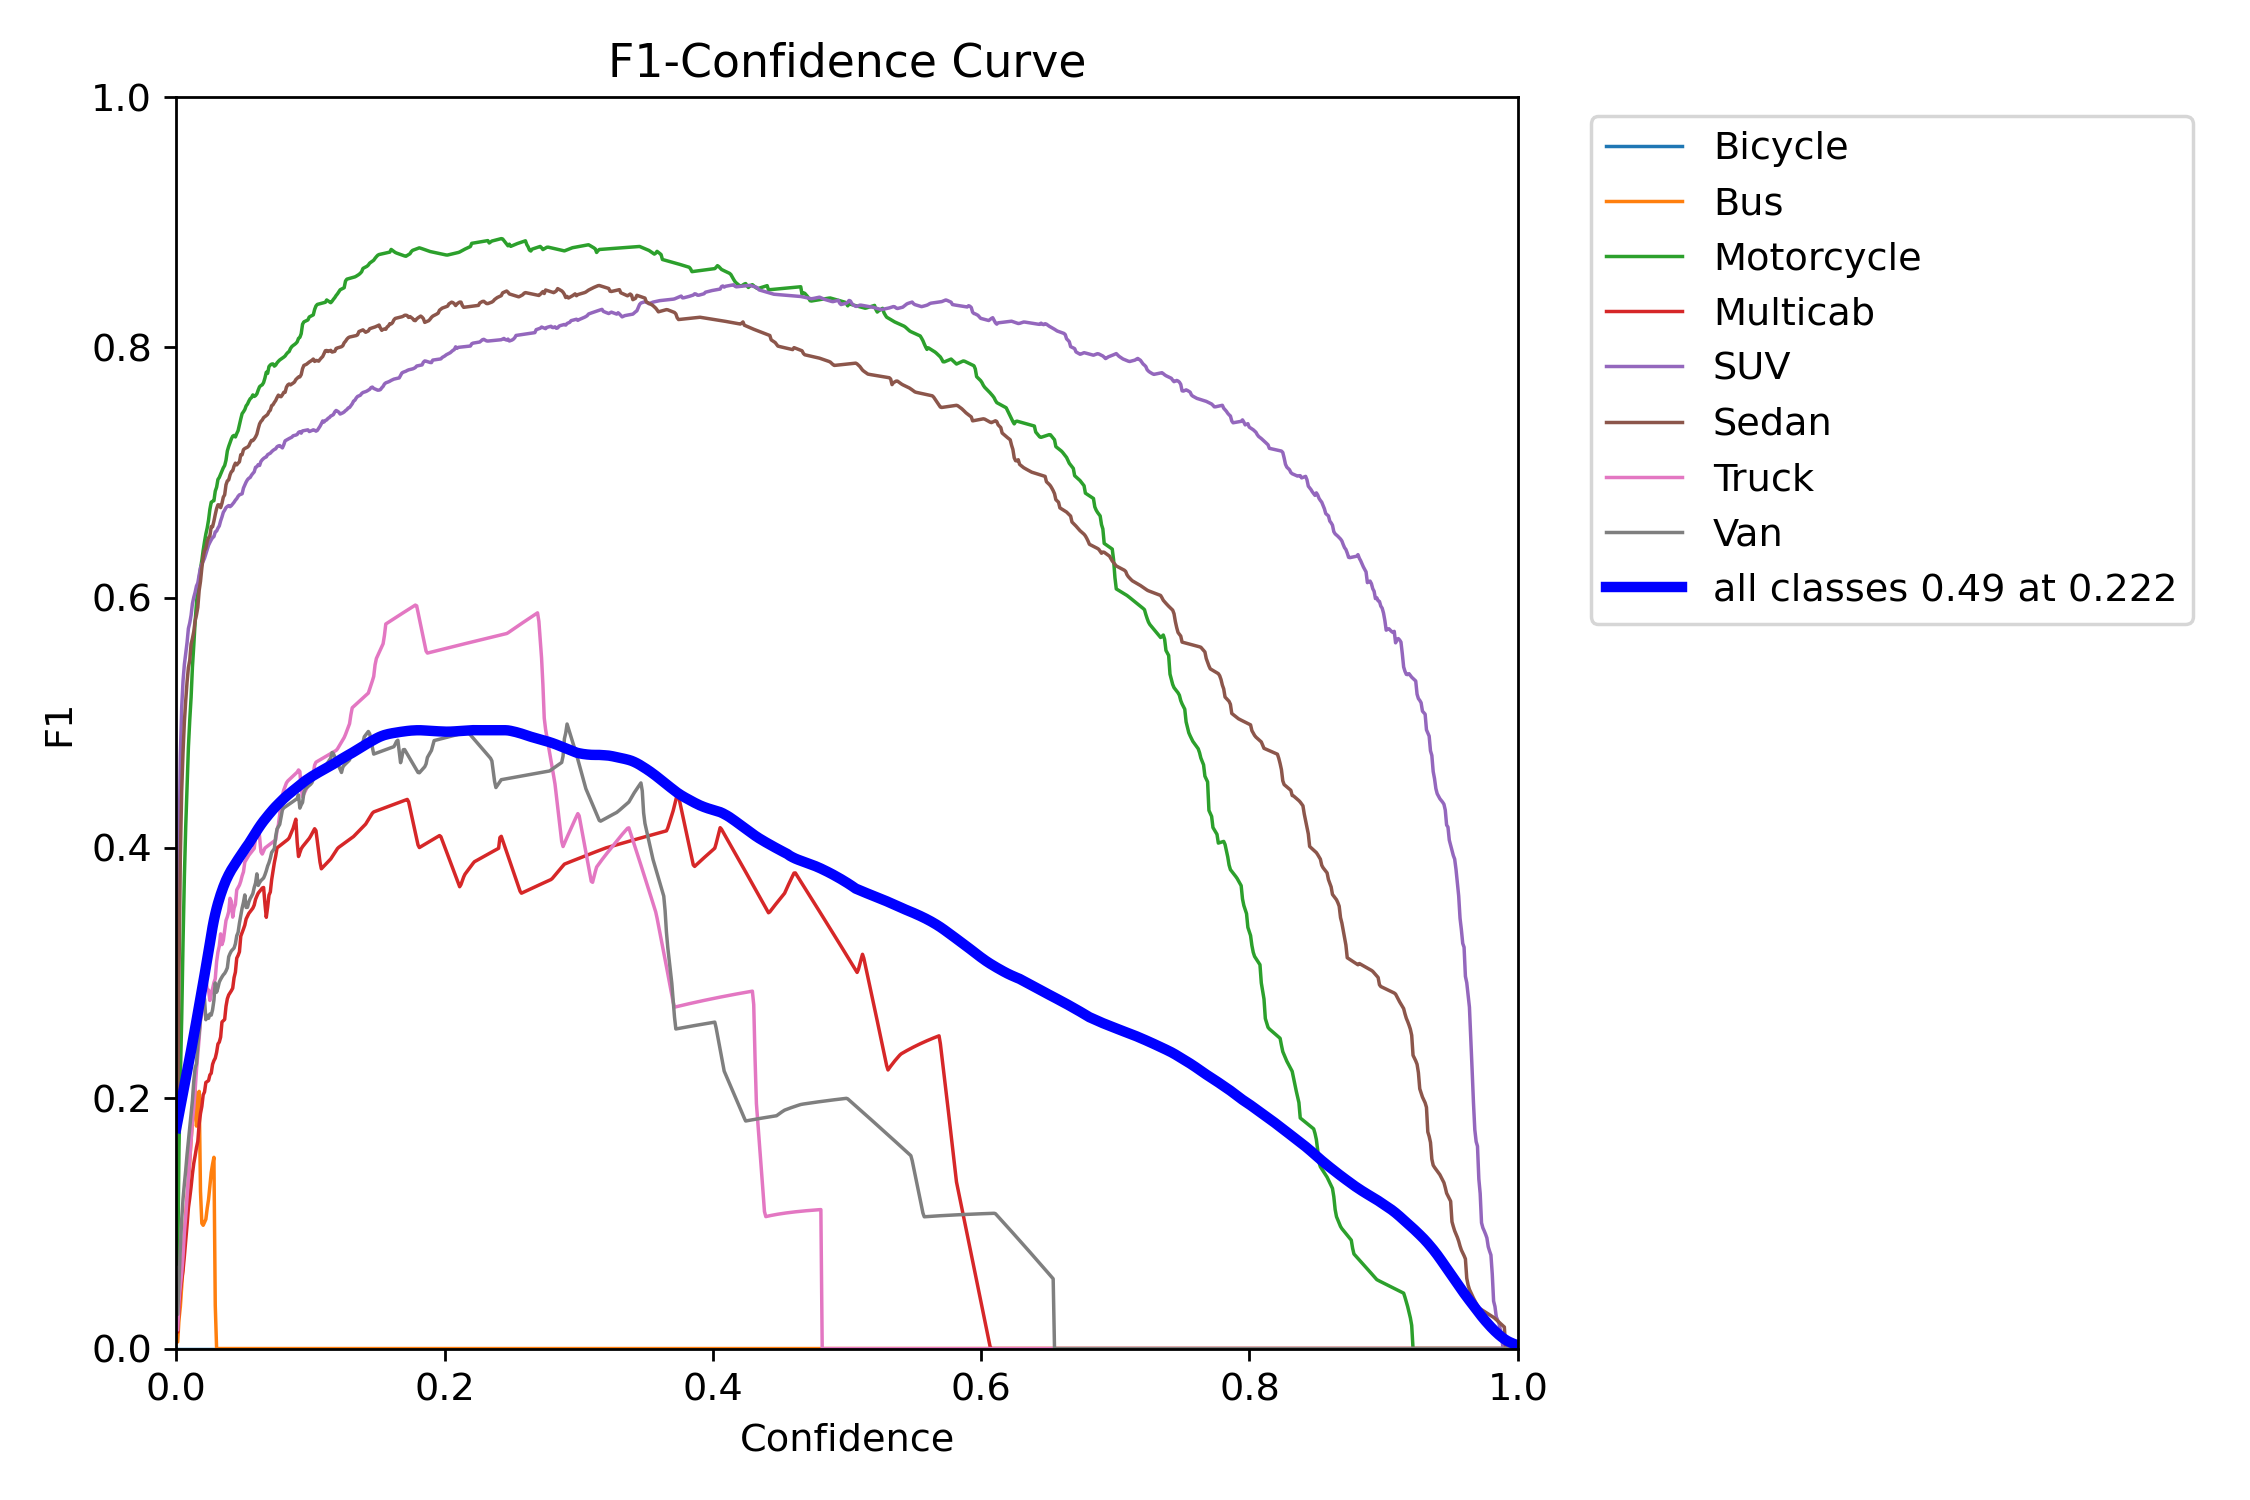 F1-Confidence Curve
1.0
0.8
0.6
0.4
0.2
0.0
F1
0.0 0.2 0.4 0.6 0.8 1.0
Confidence
Bicycle
Bus
Motorcycle
Multicab
SUV
Sedan
Truck
Van
all classes 0.49 at 0.222